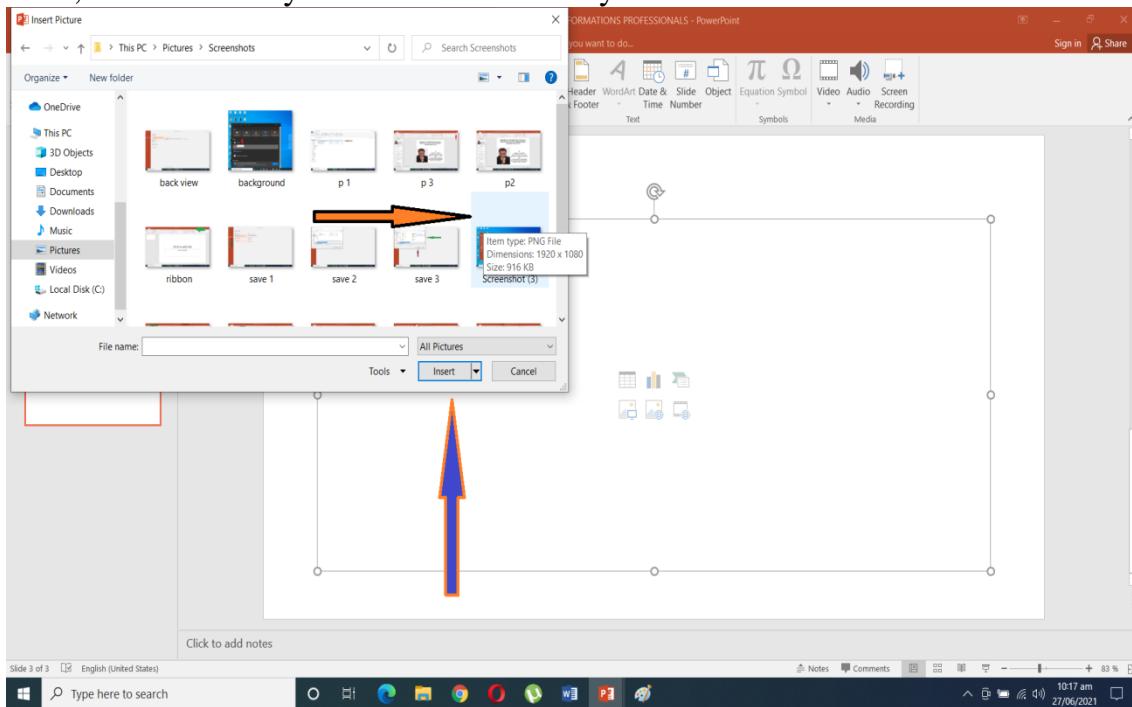 Insert Picture
FORMATIONS PROFESSIONALS - PowerPoint
This PC > Pictures > Screenshots
Search Screenshots
you want to do...
Sign in
Share
Organize
New folder
Header & Footer
WordArt
Date & Time
Slide Number
Object
Equation
Symbol
Video
Audio
Screen Recording
Text
Symbols
Media
OneDrive
This PC
3D Objects
Desktop
Documents
Downloads
Music
Pictures
Videos
Local Disk (C:)
Network
back view
background
p 1
p 3
p2
ribbon
save 1
save 2
save 3
Screenshot (3)
Item type: PNG File
Dimensions: 1920 x 1080
Size: 916 KB
File name:
All Pictures
Tools
Insert
Cancel
Click to add notes
Slide 3 of 3
English (United States)
Notes
Comments
83 %
Type here to search
10:17 am
27/06/2021